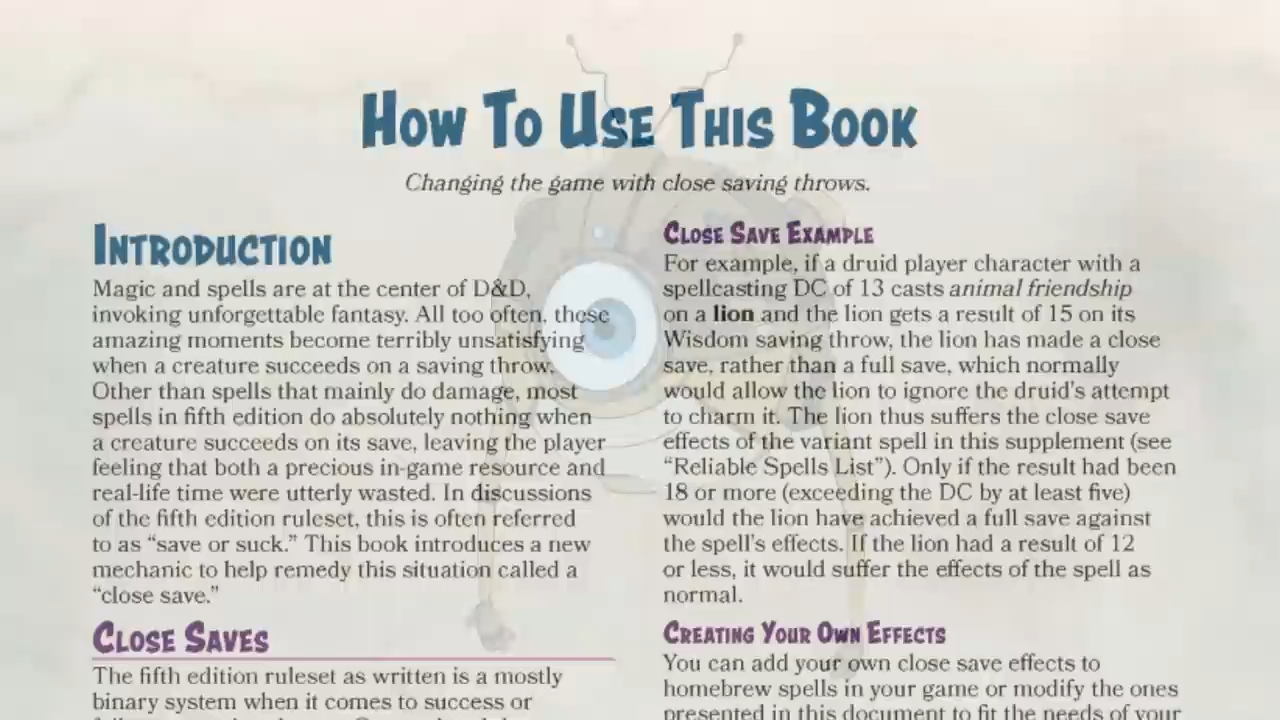 How To Use This Book
Changing the game with close saving throws.
Introduction
Magic and spells are at the center of D&D,
invoking unforgettable fantasy. All too often, these
amazing moments become terribly unsatisfying
when a creature succeeds on a saving throw.
Other than spells that mainly do damage, most
spells in fifth edition do absolutely nothing when
a creature succeeds on its save, leaving the player
feeling that both a precious in-game resource and
real-life time were utterly wasted. In discussions
of the fifth edition ruleset, this is often referred
to as “save or suck.” This book introduces a new
mechanic to help remedy this situation called a
“close save.”
Close Saves
The fifth edition ruleset as written is a mostly
binary system when it comes to success or
Close Save Example
For example, if a druid player character with a
spellcasting DC of 13 casts animal friendship
on a lion and the lion gets a result of 15 on its
Wisdom saving throw, the lion has made a close
save, rather than a full save, which normally
would allow the lion to ignore the druid’s attempt
to charm it. The lion thus suffers the close save
effects of the variant spell in this supplement (see
“Reliable Spells List”). Only if the result had been
18 or more (exceeding the DC by at least five)
would the lion have achieved a full save against
the spell’s effects. If the lion had a result of 12
or less, it would suffer the effects of the spell as
normal.
Creating Your Own Effects
You can add your own close save effects to
homebrew spells in your game or modify the ones
presented in this document to fit the needs of your